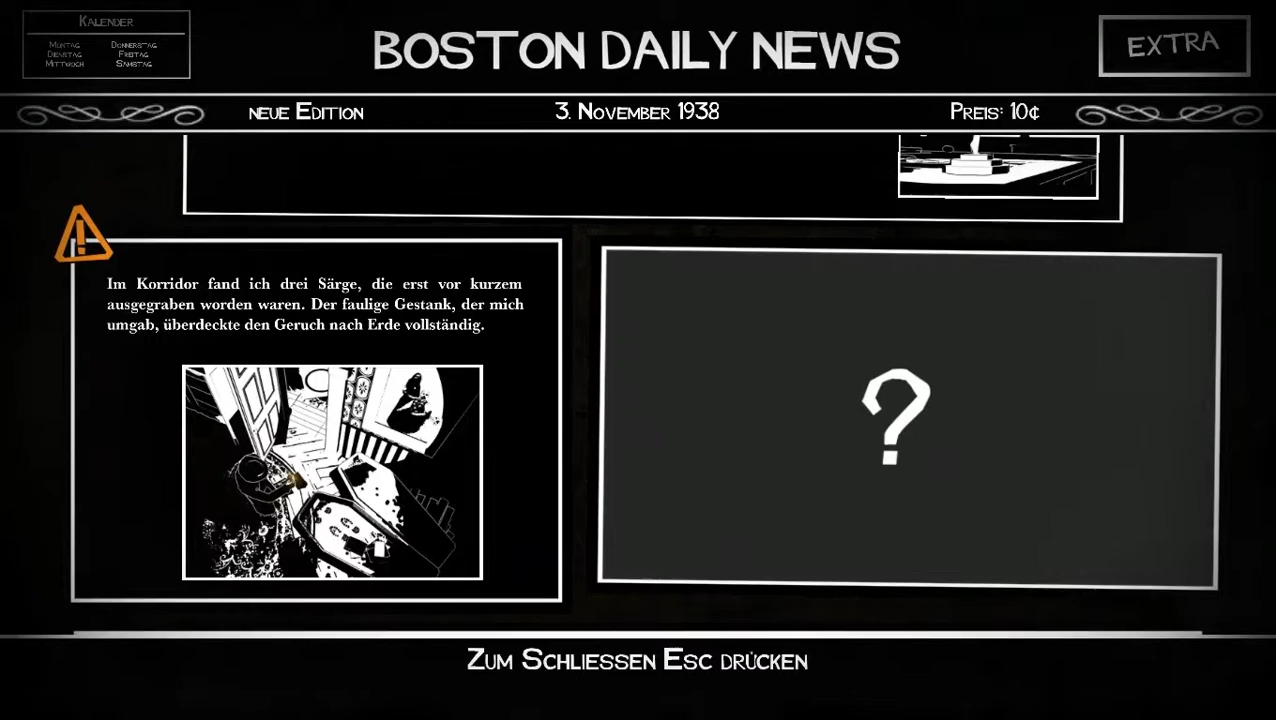 KALENDER
MONTAG DONNERSTAG
DIENSTAG FREITAG
MITTWOCH SAMSTAG
BOSTON DAILY NEWS
EXTRA
NEUE EDITION 3. NOVEMBER 1938 PREIS: 10¢
Im Korridor fand ich drei Särge, die erst vor kurzem
ausgegraben worden waren. Der faulige Gestank, der mich
umgab, überdeckte den Geruch nach Erde vollständig.
?
ZUM SCHLIESSEN ESC DRÜCKEN